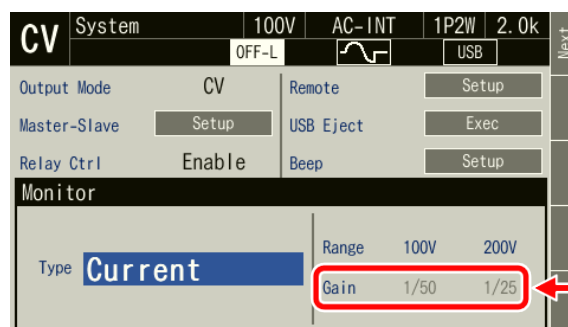 CV System 100V AC-INT 1P2W 2.0k
OFF-L USB
Next
Output Mode CV Remote Setup
Master-Slave Setup USB Eject Exec
Relay Ctrl Enable Beep Setup
Monitor
Type Current
Range 100V 200V
Gain 1/50 1/25